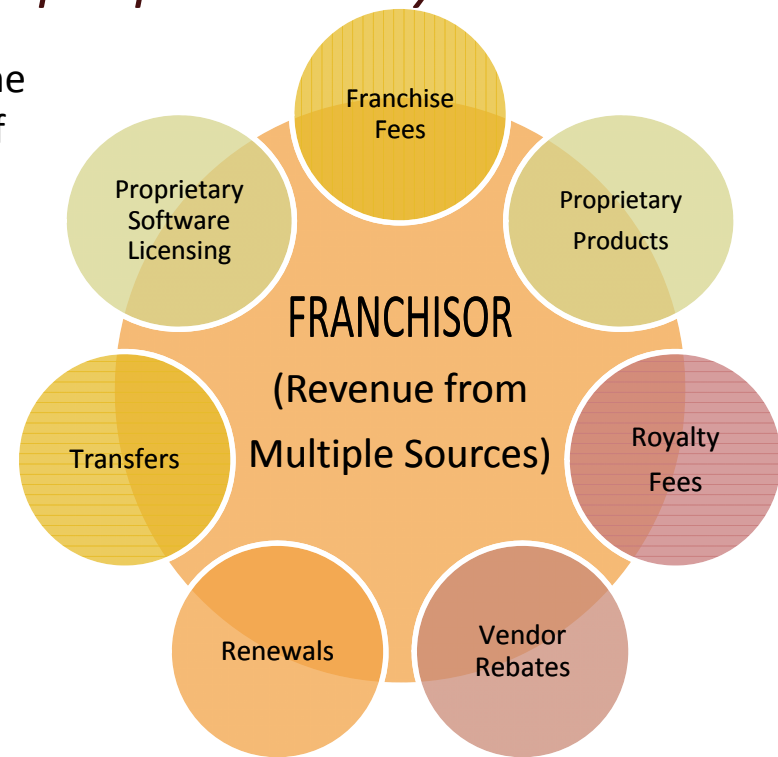 Franchise
Fees
Proprietary
Products
Royalty
Fees
Vendor
Rebates
Renewals
Transfers
Proprietary
Software
Licensing
FRANCHISOR
(Revenue from
Multiple Sources)